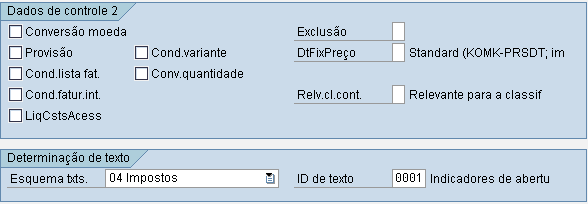 Dados de controle 2
Conversão moeda Exclusão
Provisão Cond.variante DtFixPreço Standard (KOMK-PRSDT; im
Cond.lista fat. Conv.quantidade
Cond.fatur.int. Relv.cl.cont. Relevante para a classif
LiqCstsAcess
Determinação de texto
Esquema txts. 04 Impostos ID de texto 0001 Indicadores de abertu